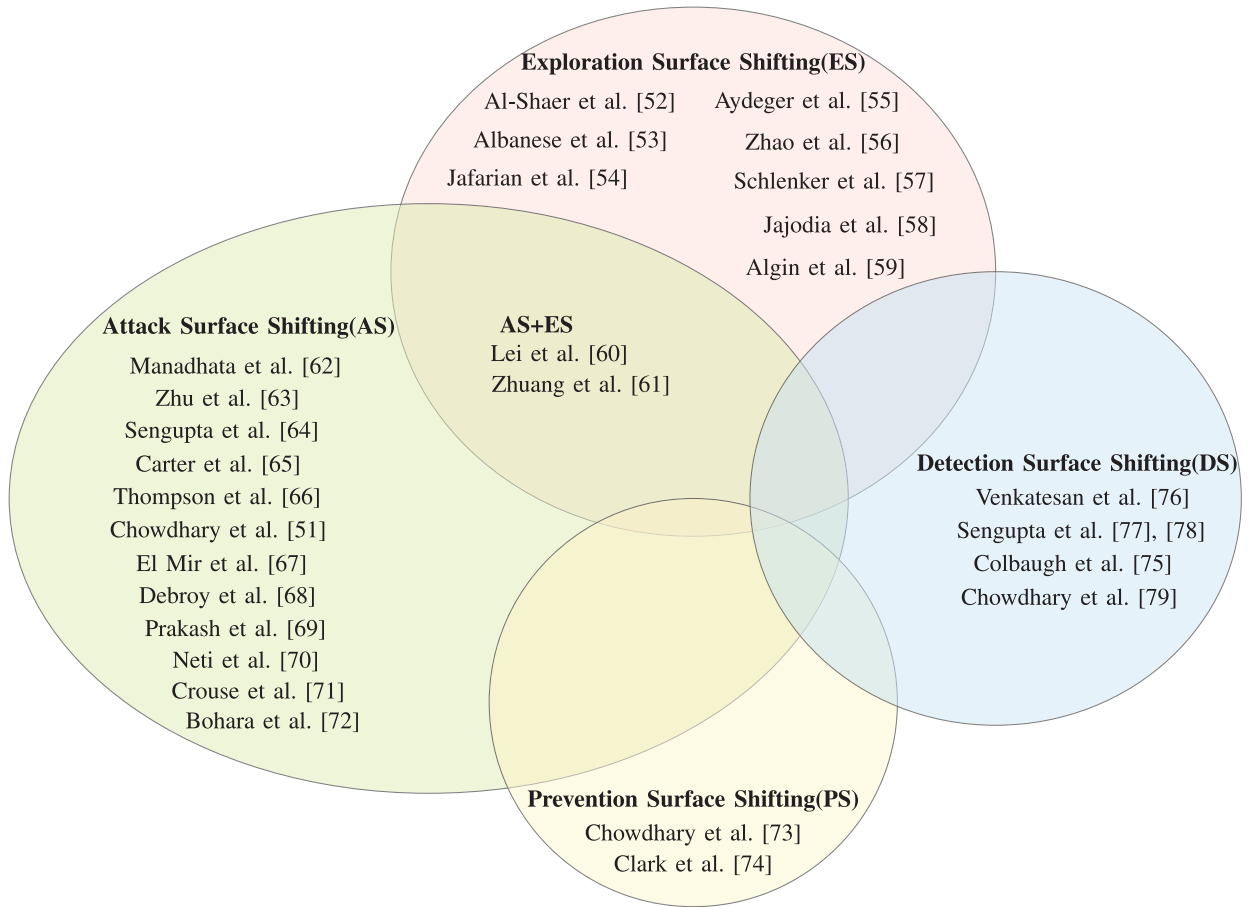 Exploration Surface Shifting(ES)
Al-Shaer et al. [52]
Albanese et al. [53]
Jafarian et al. [54]
Aydeger et al. [55]
Zhao et al. [56]
Schlenker et al. [57]
Jajodia et al. [58]
Algin et al. [59]
Attack Surface Shifting(AS)
Manadhata et al. [62]
Zhu et al. [63]
Sengupta et al. [64]
Carter et al. [65]
Thompson et al. [66]
Chowdhary et al. [51]
El Mir et al. [67]
Debroy et al. [68]
Prakash et al. [69]
Neti et al. [70]
Crouse et al. [71]
Bohara et al. [72]
AS+ES
Lei et al. [60]
Zhuang et al. [61]
Detection Surface Shifting(DS)
Venkatesan et al. [76]
Sengupta et al. [77], [78]
Colbaugh et al. [75]
Chowdhary et al. [79]
Prevention Surface Shifting(PS)
Chowdhary et al. [73]
Clark et al. [74]